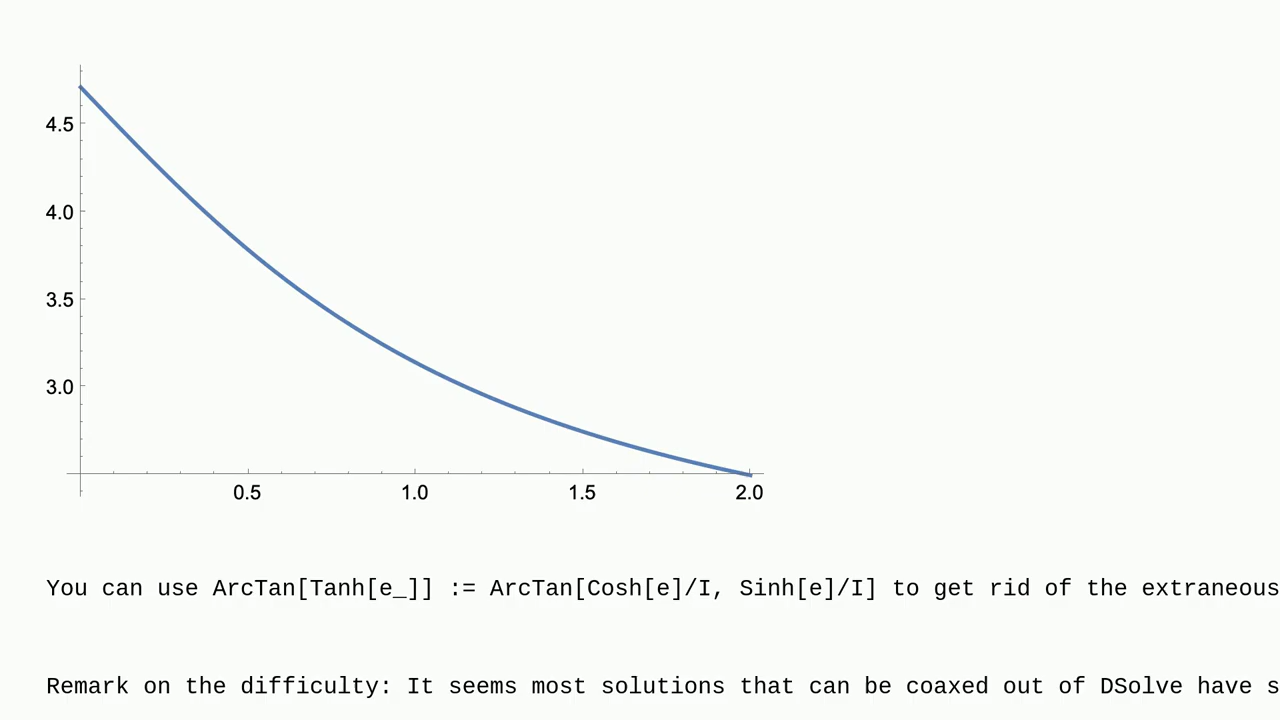 4.5
4.0
3.5
3.0
0.5 1.0 1.5 2.0
You can use ArcTan[Tanh[e_]] := ArcTan[Cosh[e]/I, Sinh[e]/I] to get rid of the extraneous
Remark on the difficulty: It seems most solutions that can be coaxed out of DSolve have s